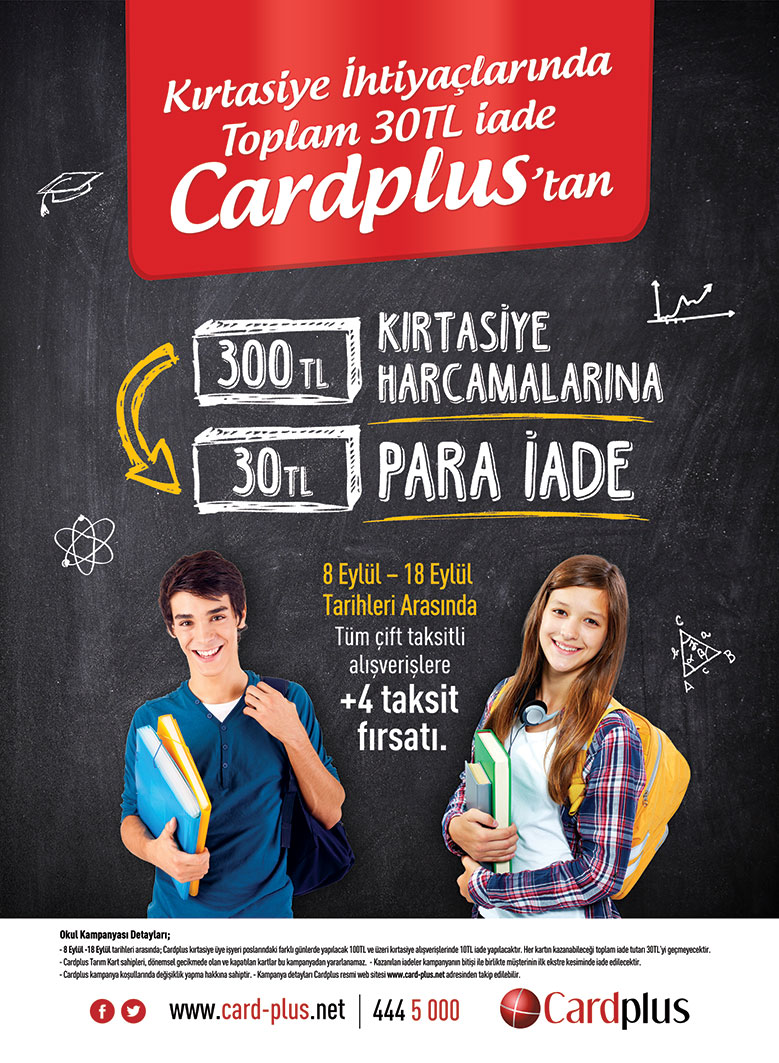 Kırtasiye İhtiyaçlarında
Toplam 30TL iade
Cardplus'tan
300 TL KIRTASİYE HARCAMALARINA
30TL PARA İADE
8 Eylül – 18 Eylül
Tarihleri Arasında
Tüm çift taksitli
alışverişlere
+4 taksit
fırsatı.
C
a
b
B
A
c
Okul Kampanyası Detayları;
- 8 Eylül -18 Eylül tarihleri arasında; Cardplus kırtasiye üye işyeri poslarındaki farklı günlerde yapılacak 100TL ve üzeri kırtasiye alışverişlerinde 10TL iade yapılacaktır. Her kartın kazanabileceği toplam iade tutarı 30TL'yi geçmeyecektir.
- Cardplus Tarım Kart sahipleri, dönemsel gecikmede olan ve kapatılan kartlar bu kampanyadan yararlanamaz. - Kazanılan iadeler kampanyanın bitişi ile birlikte müşterinin ilk ekstre kesiminde iade edilecektir.
- Cardplus kampanya koşullarında değişiklik yapma hakkına sahiptir. - Kampanya detayları Cardplus resmi web sitesi www.card-plus.net adresinden takip edilebilir.
www.card-plus.net | 444 5 000
Cardplus